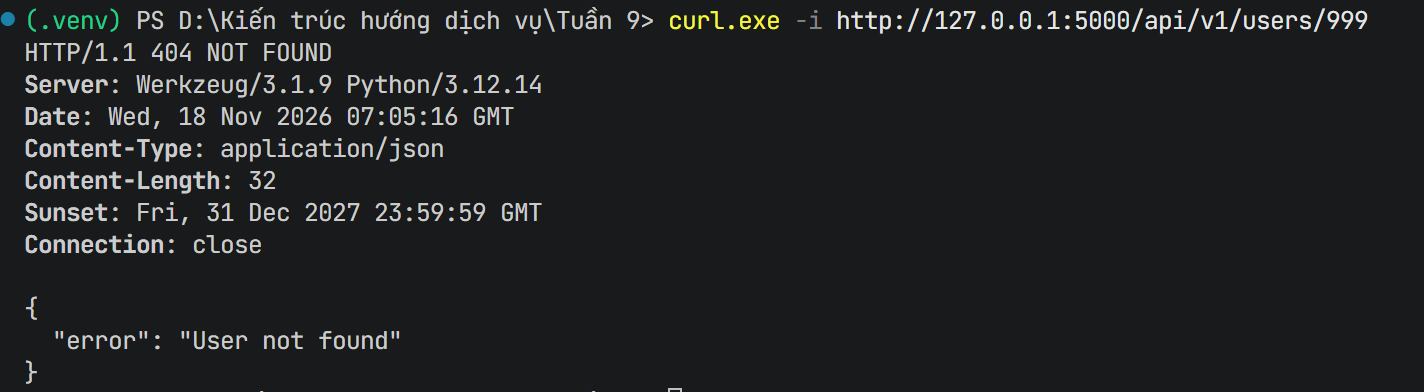 (.venv) PS D:\Kiến trúc hướng dịch vụ\Tuần 9> curl.exe -i http://127.0.0.1:5000/api/v1/users/999
HTTP/1.1 404 NOT FOUND
Server: Werkzeug/3.1.9 Python/3.12.14
Date: Wed, 18 Nov 2026 07:05:16 GMT
Content-Type: application/json
Content-Length: 32
Sunset: Fri, 31 Dec 2027 23:59:59 GMT
Connection: close

{
  "error": "User not found"
}